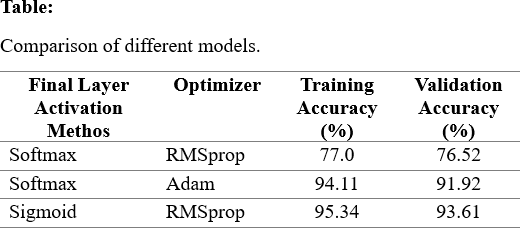 Table:
Comparison of different models.
Final Layer Optimizer Training Validation
Activation Accuracy Accuracy
Methos (%) (%)
Softmax RMSprop 77.0 76.52
Softmax Adam 94.11 91.92
Sigmoid RMSprop 95.34 93.61